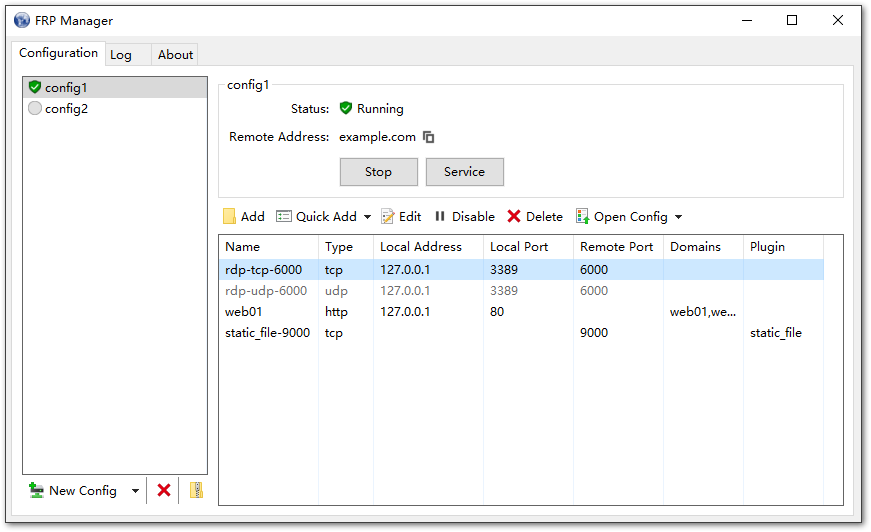 FRP Manager
Configuration Log About
config1
config2
config1
Status: Running
Remote Address: example.com
Stop Service
Add Quick Add Edit Disable Delete Open Config
Name Type Local Address Local Port Remote Port Domains Plugin
rdp-tcp-6000 tcp 127.0.0.1 3389 6000
rdp-udp-6000 udp 127.0.0.1 3389 6000
web01 http 127.0.0.1 80 web01,we...
static_file-9000 tcp 9000 static_file
New Config